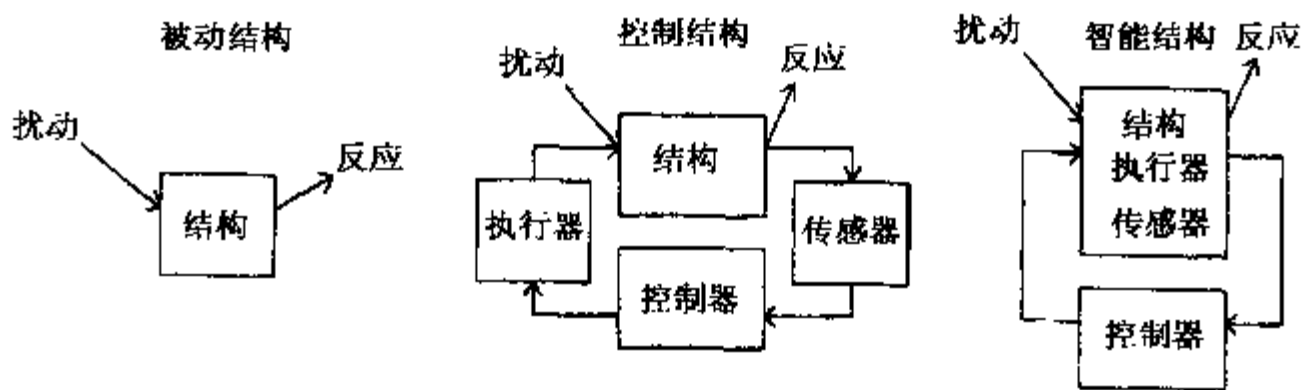 被动结构
扰动
反应
结构
控制结构
扰动
反应
结构
执行器
传感器
控制器
智能结构
扰动
反应
结构
执行器
传感器
控制器